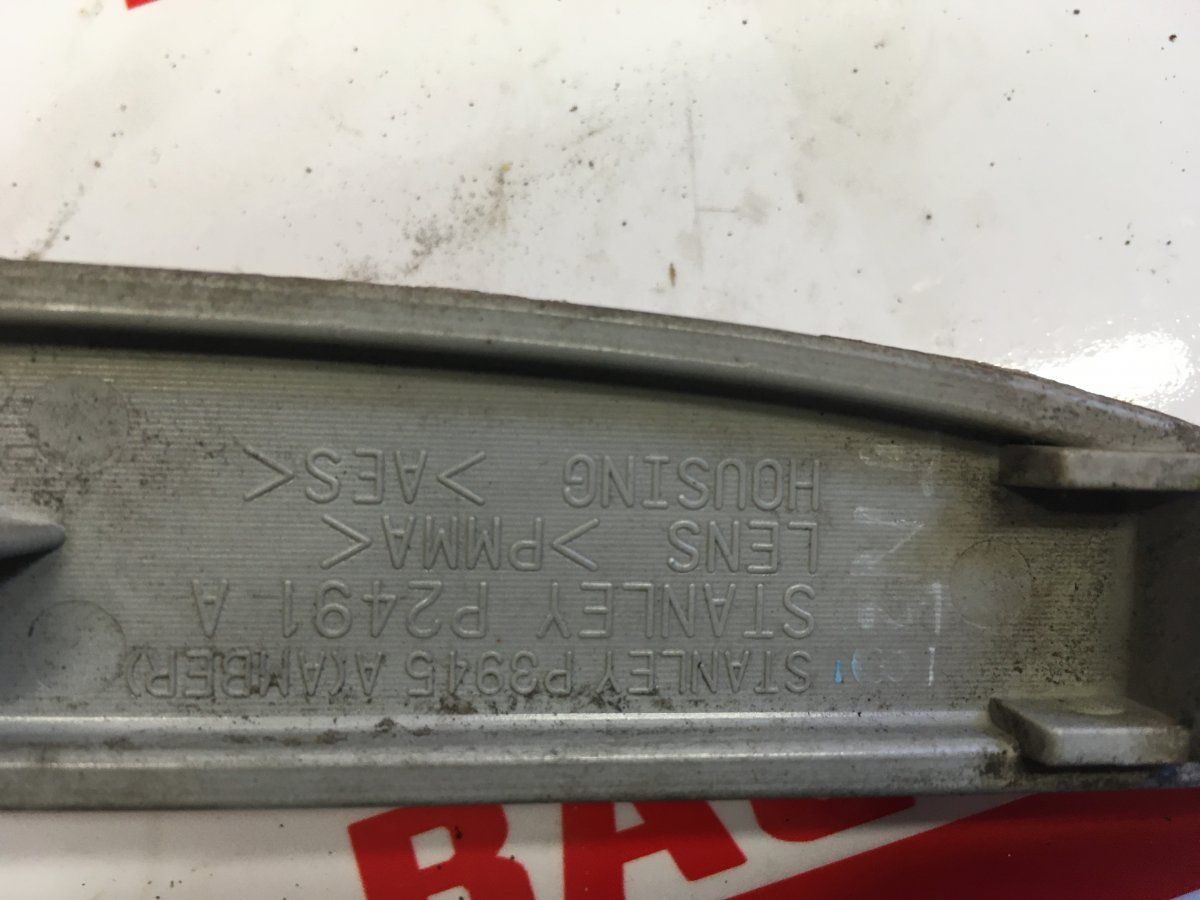 STANLEY P3945 A(AMBER)
STANLEY P2491 A
LENS >PMMA<
HOUSING >AES<